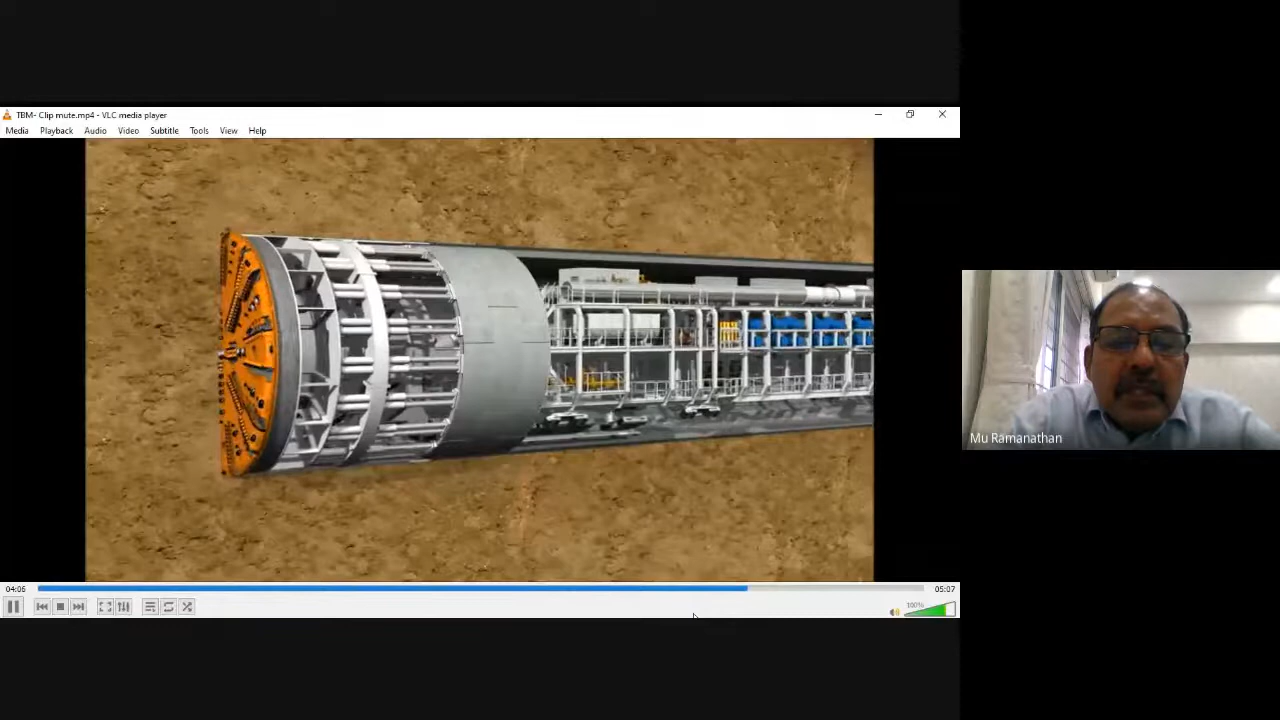 TBM- Clip mute.mp4 - VLC media player
Media Playback Audio Video Subtitle Tools View Help
Mu Ramanathan
04:06
05:07
100%